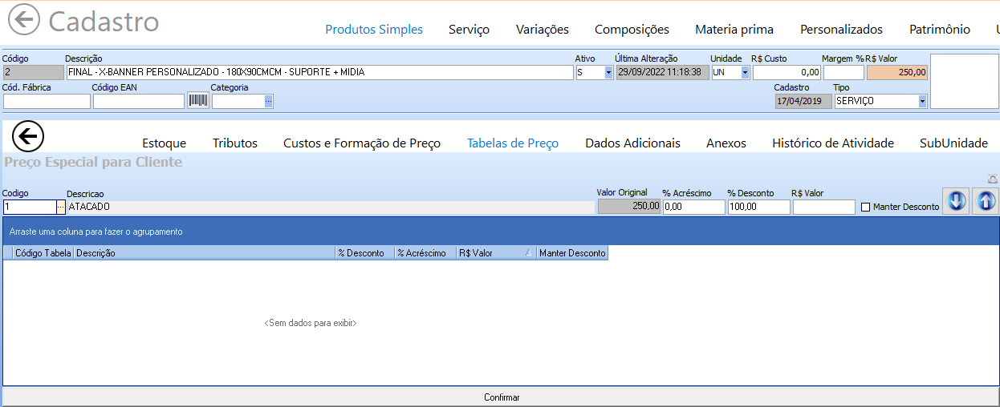 Cadastro
Produtos Simples Serviço Variações Composições Materia prima Personalizados Patrimônio
Código Descrição Ativo Última Alteração Unidade R$ Custo Margem % R$ Valor
2 FINAL - X-BANNER PERSONALIZADO - 180X90CMCM - SUPORTE + MIDIA S 29/09/2022 11:18:38 UN 0,00 250,00
Cód. Fábrica Código EAN Categoria Cadastro Tipo
17/04/2019 SERVIÇO
Estoque Tributos Custos e Formação de Preço Tabelas de Preço Dados Adicionais Anexos Histórico de Atividade SubUnidade
Preço Especial para Cliente
Codigo Descricao Valor Original % Acréscimo % Desconto R$ Valor
1 ... ATACADO 250,00 0,00 100,00 Manter Desconto
Arraste uma coluna para fazer o agrupamento
Código Tabela Descrição % Desconto % Acréscimo R$ Valor Manter Desconto
<Sem dados para exibir>
Confirmar